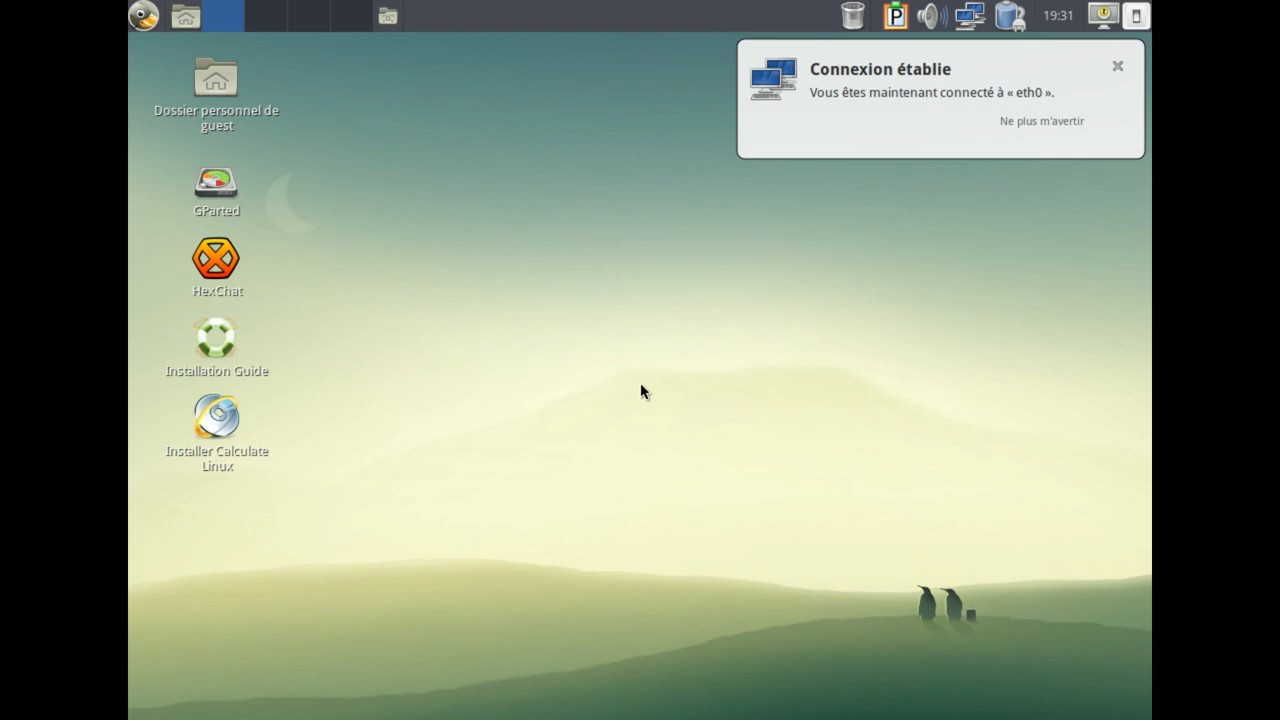 P
19:31
Connexion établie
Vous êtes maintenant connecté à « eth0 ».
Ne plus m'avertir
Dossier personnel de
guest
GParted
HexChat
Installation Guide
Installer Calculate
Linux